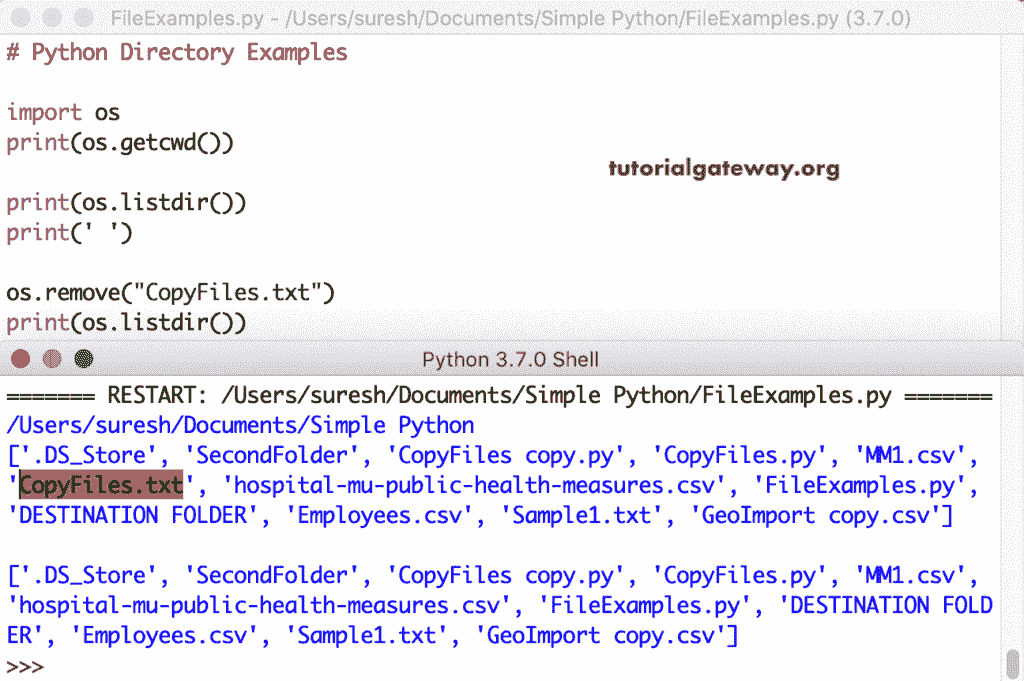 FileExamples.py - /Users/suresh/Documents/Simple Python/FileExamples.py (3.7.0)
# Python Directory Examples
import os
print(os.getcwd())
tutorialgateway.org
print(os.listdir())
print(' ')
os.remove("CopyFiles.txt")
print(os.listdir())
Python 3.7.0 Shell
======= RESTART: /Users/suresh/Documents/Simple Python/FileExamples.py =======
/Users/suresh/Documents/Simple Python
['.DS_Store', 'SecondFolder', 'CopyFiles copy.py', 'CopyFiles.py', 'MM1.csv',
'CopyFiles.txt', 'hospital-mu-public-health-measures.csv', 'FileExamples.py',
'DESTINATION FOLDER', 'Employees.csv', 'Sample1.txt', 'GeoImport copy.csv']
['.DS_Store', 'SecondFolder', 'CopyFiles copy.py', 'CopyFiles.py', 'MM1.csv',
'hospital-mu-public-health-measures.csv', 'FileExamples.py', 'DESTINATION FOLD
ER', 'Employees.csv', 'Sample1.txt', 'GeoImport copy.csv']
>>>